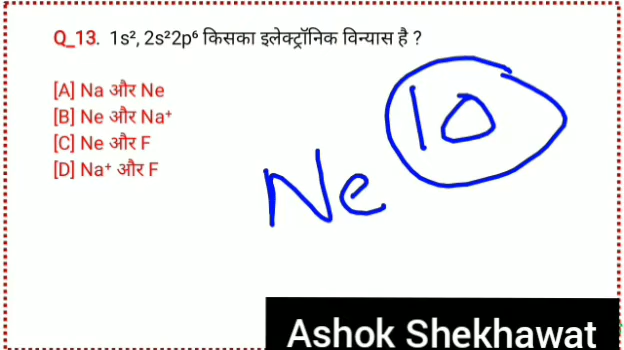 Q_13. 1s², 2s²2p⁶ किसका इलेक्ट्रॉनिक विन्यास है ?
[A] Na और Ne
[B] Ne और Na⁺
[C] Ne और F
[D] Na⁺ और F
10
Ne
Ashok Shekhawat